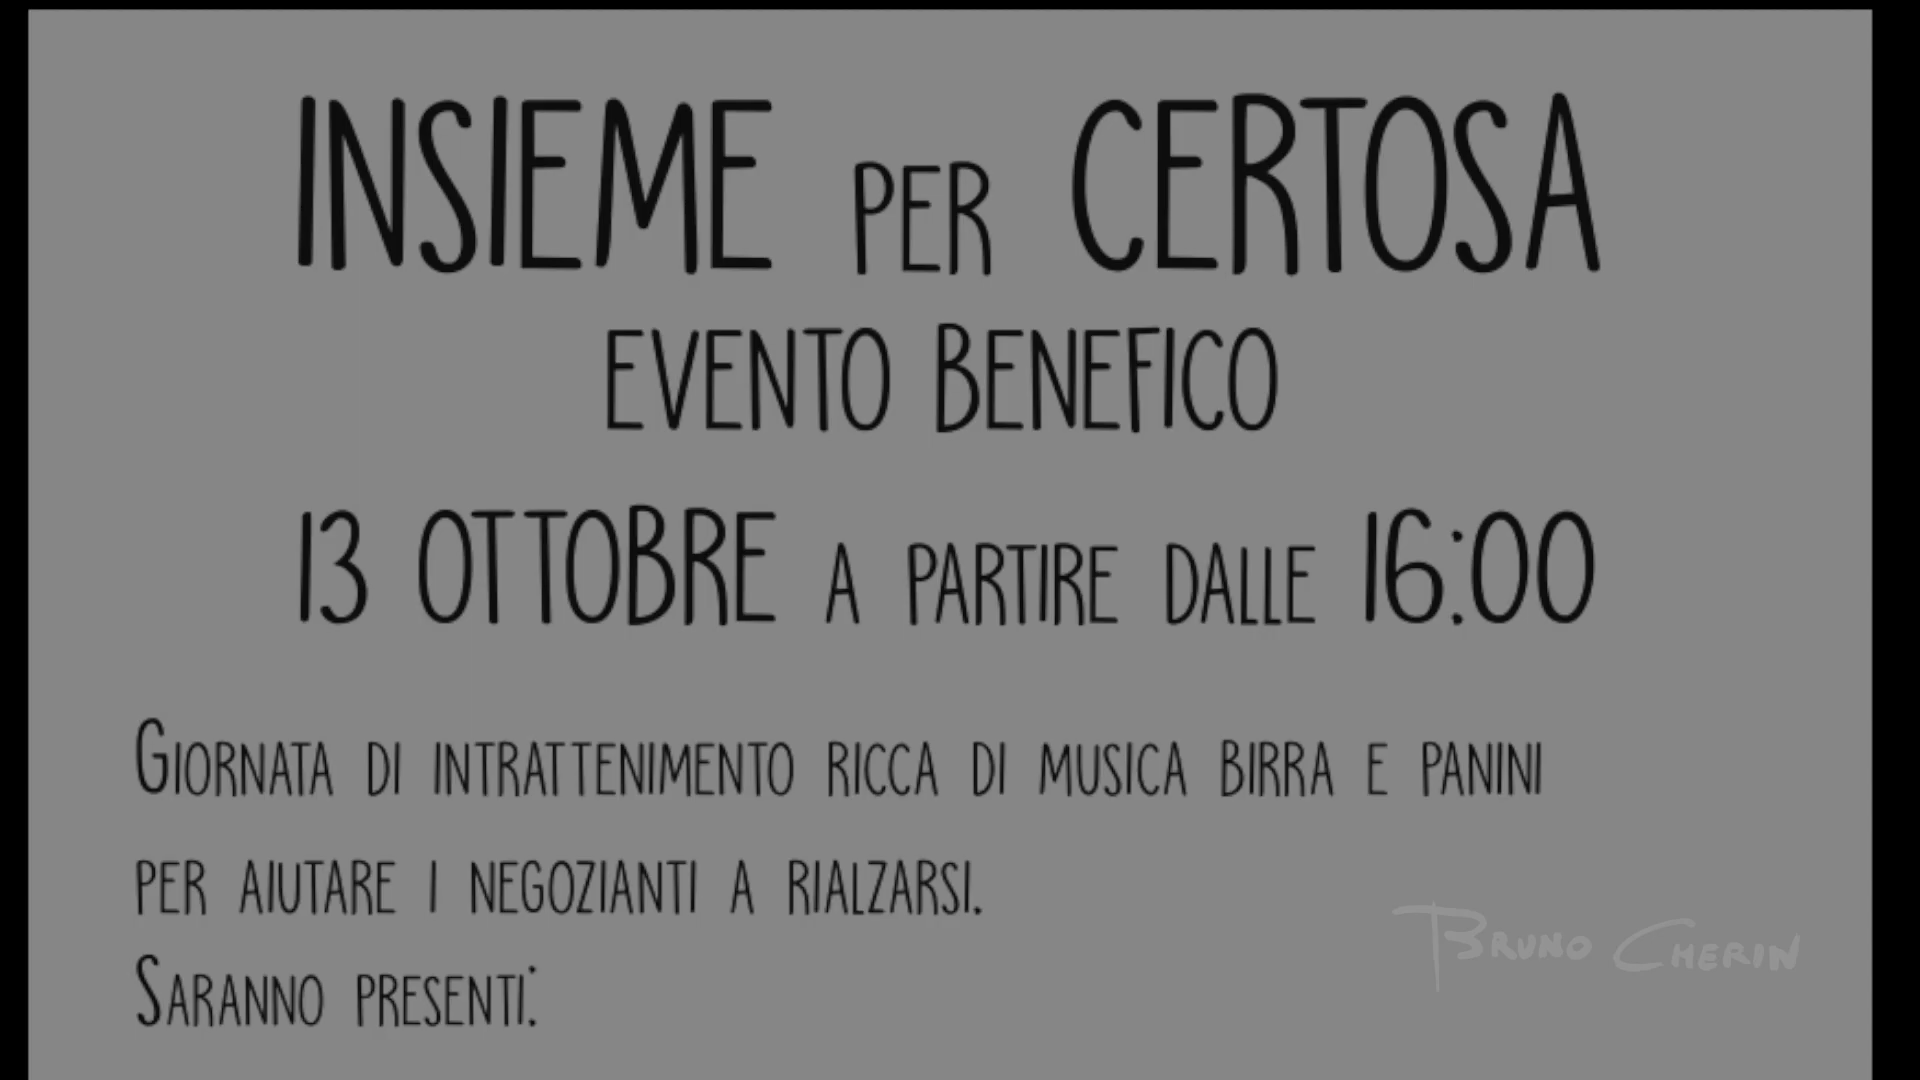 INSIEME PER CERTOSA
EVENTO BENEFICO
13 OTTOBRE A PARTIRE DALLE 16:00
GIORNATA DI INTRATTENIMENTO RICCA DI MUSICA BIRRA E PANINI
PER AIUTARE I NEGOZIANTI A RIALZARSI.
SARANNO PRESENTI:
BRUNO CHERIN